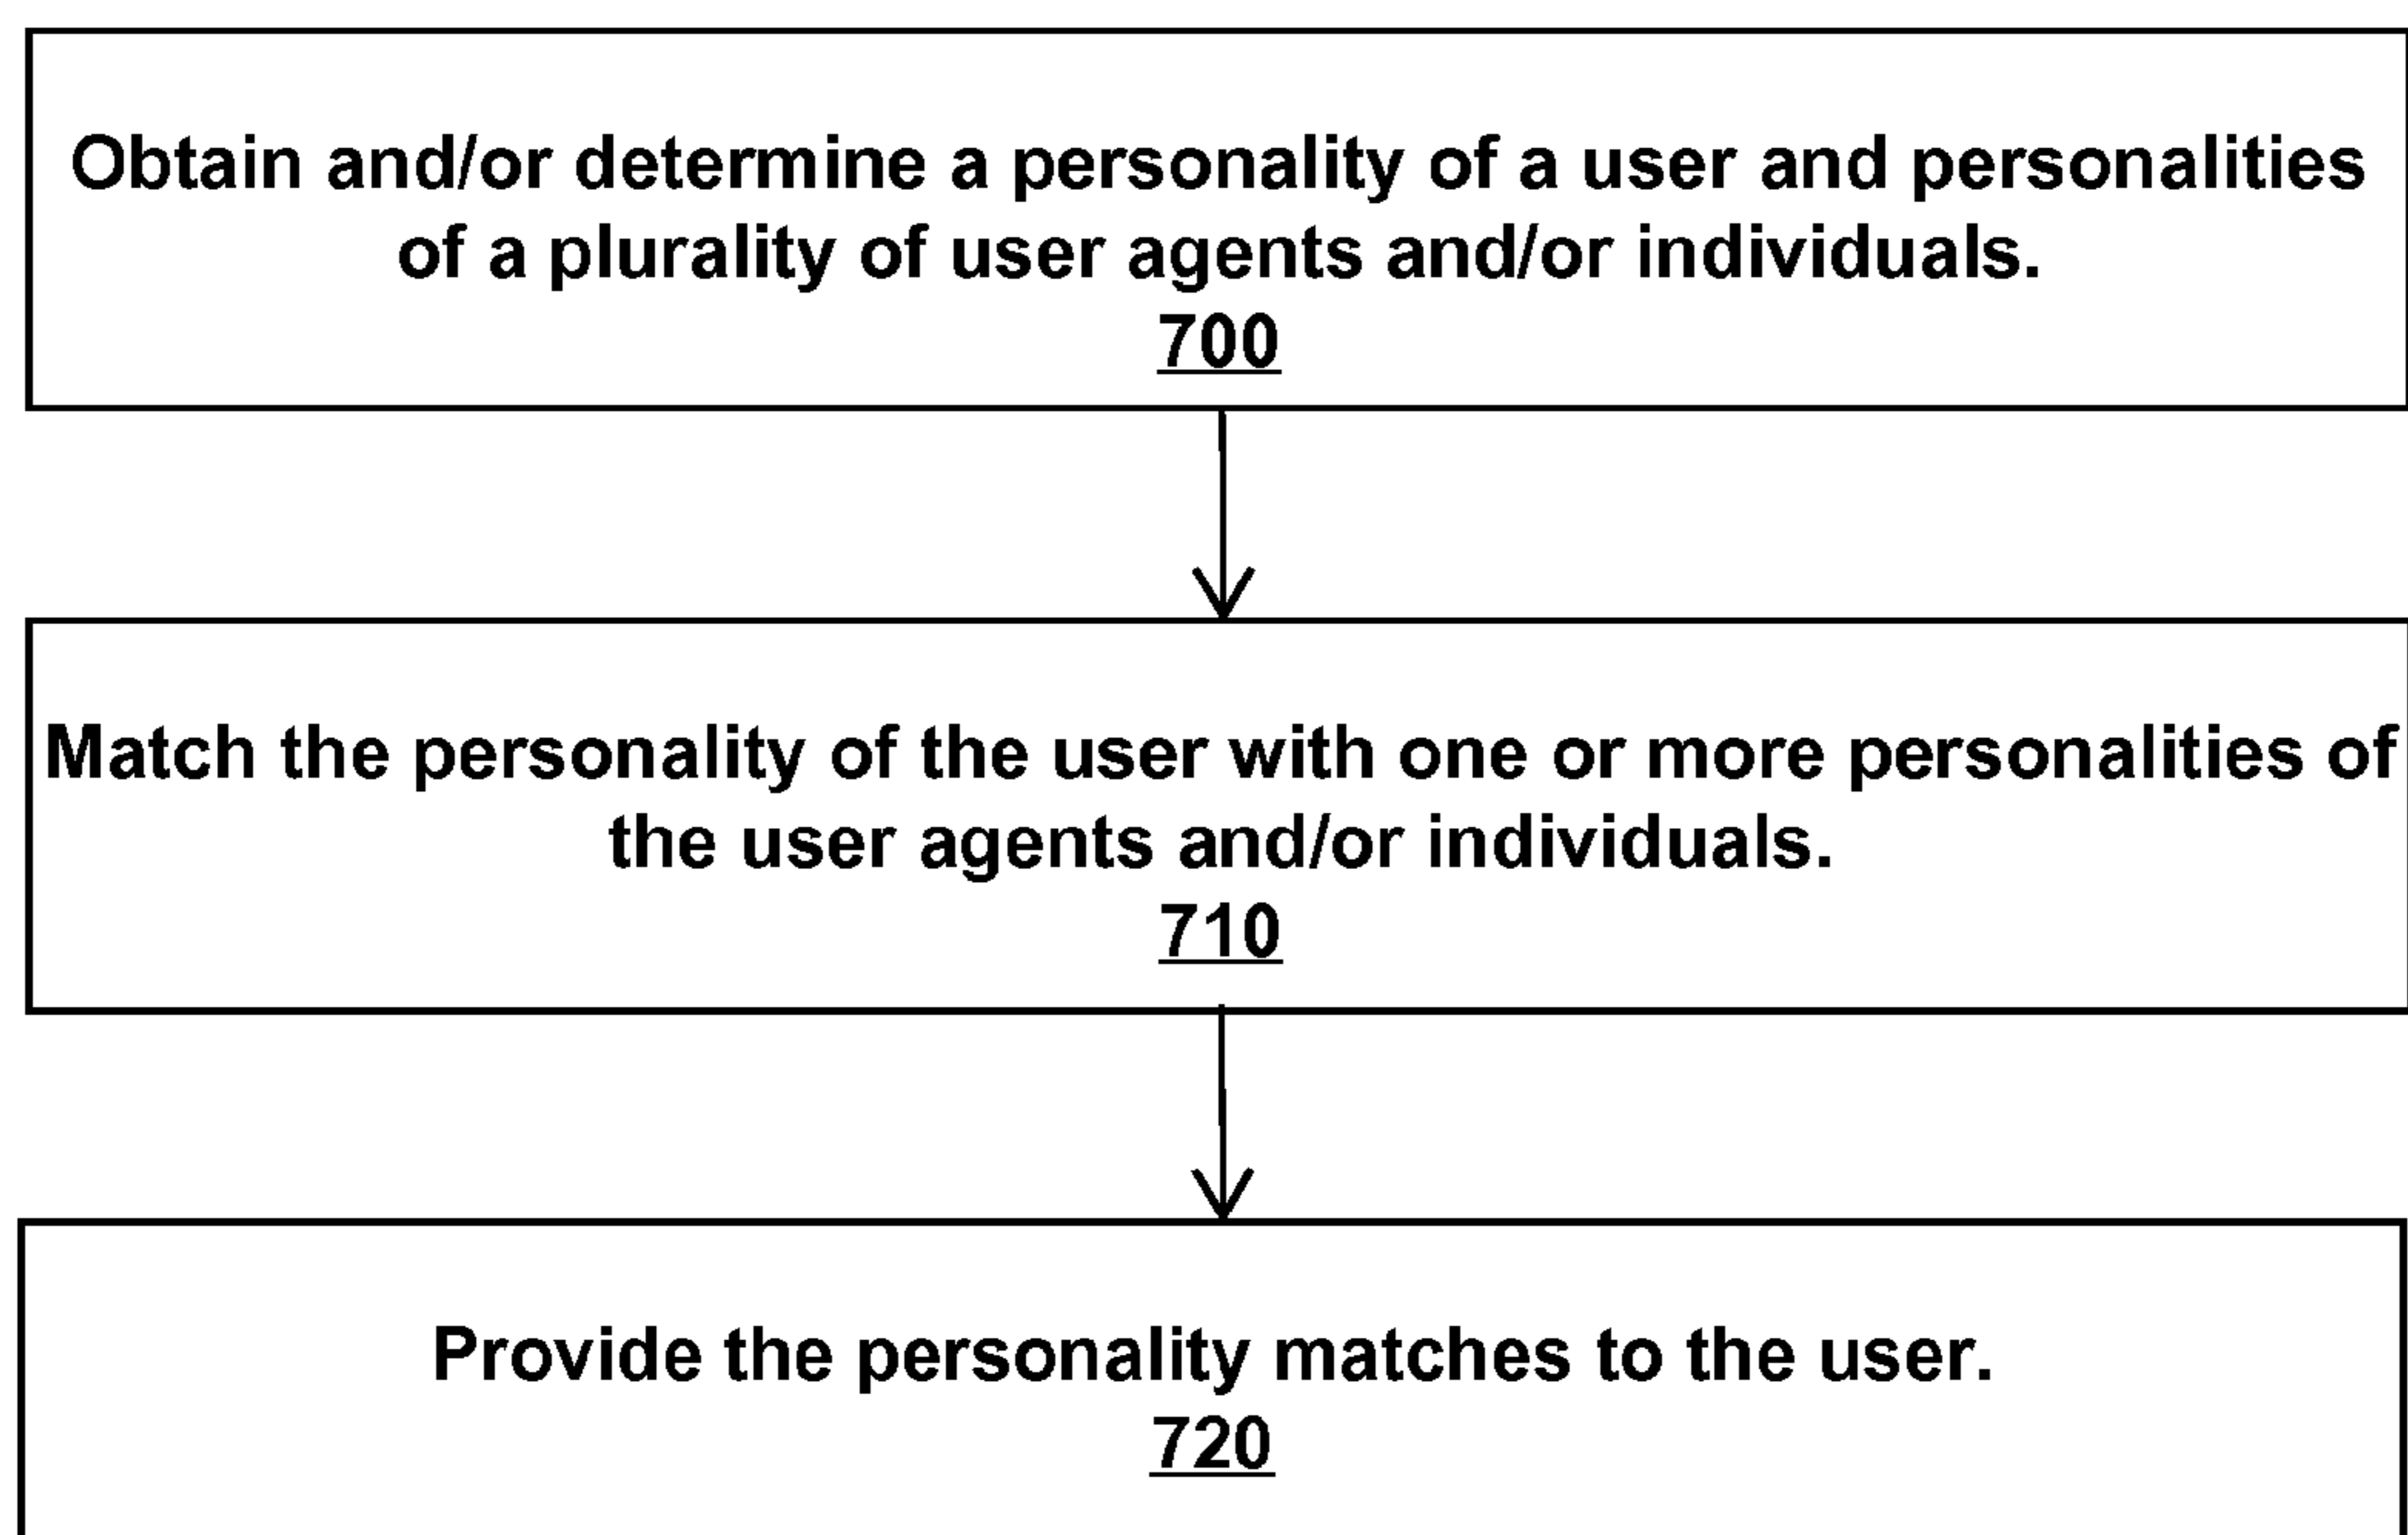 Obtain and/or determine a personality of a user and personalities
of a plurality of user agents and/or individuals.
700
Match the personality of the user with one or more personalities of
the user agents and/or individuals.
710
Provide the personality matches to the user.
720